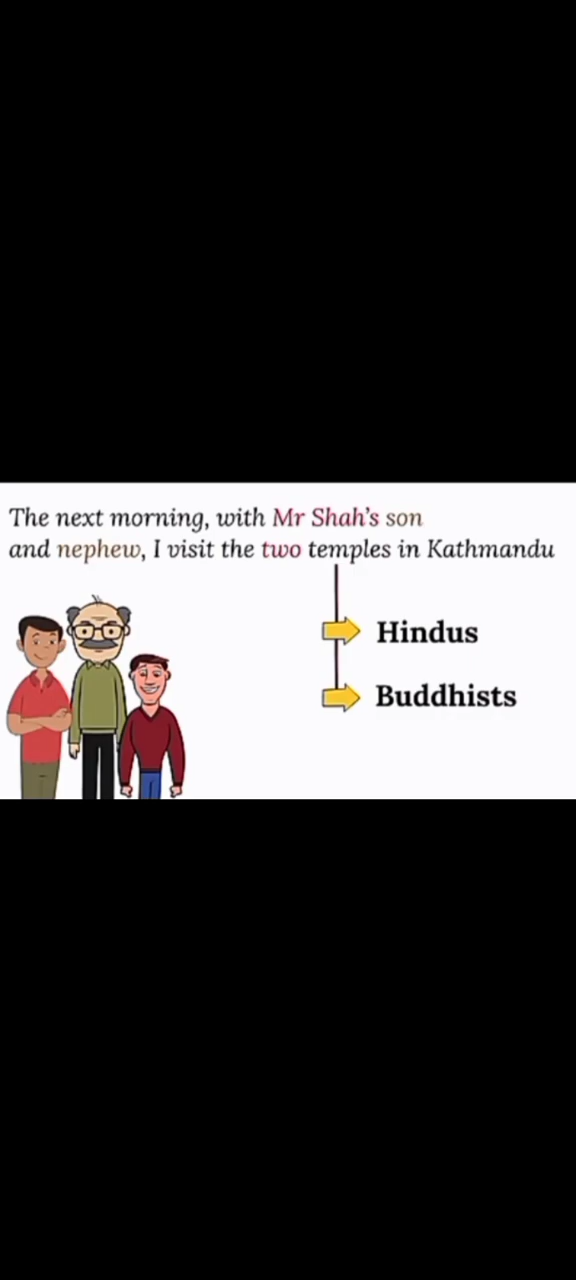 The next morning, with Mr Shah's son
and nephew, I visit the two temples in Kathmandu
Hindus
Buddhists